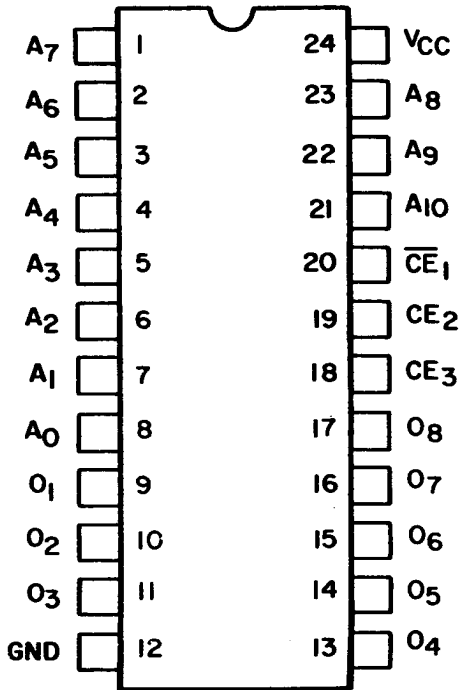 A7 1 24 VCC
A6 2 23 A8
A5 3 22 A9
A4 4 21 A10
A3 5 20 C̅E̅1
A2 6 19 CE2
A1 7 18 CE3
A0 8 17 O8
O1 9 16 O7
O2 10 15 O6
O3 11 14 O5
GND 12 13 O4